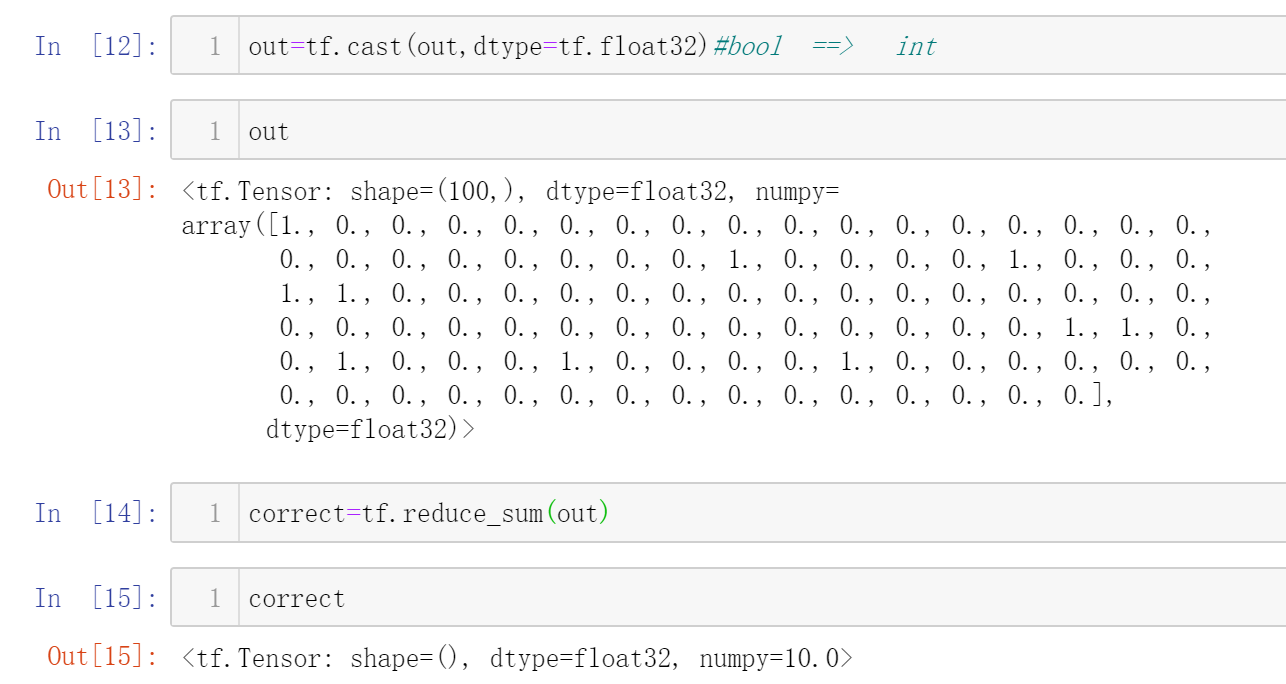 In [12]: 1 out=tf.cast(out,dtype=tf.float32)#bool ==> int
In [13]: 1 out
Out[13]: <tf.Tensor: shape=(100,), dtype=float32, numpy=
array([1., 0., 0., 0., 0., 0., 0., 0., 0., 0., 0., 0., 0., 0., 0., 0., 0.,
0., 0., 0., 0., 0., 0., 0., 0., 1., 0., 0., 0., 0., 1., 0., 0., 0.,
1., 1., 0., 0., 0., 0., 0., 0., 0., 0., 0., 0., 0., 0., 0., 0., 0.,
0., 0., 0., 0., 0., 0., 0., 0., 0., 0., 0., 0., 0., 0., 1., 1., 0.,
0., 1., 0., 0., 0., 1., 0., 0., 0., 0., 1., 0., 0., 0., 0., 0., 0.,
0., 0., 0., 0., 0., 0., 0., 0., 0., 0., 0., 0., 0., 0., 0.],
dtype=float32)>
In [14]: 1 correct=tf.reduce_sum(out)
In [15]: 1 correct
Out[15]: <tf.Tensor: shape=(), dtype=float32, numpy=10.0>